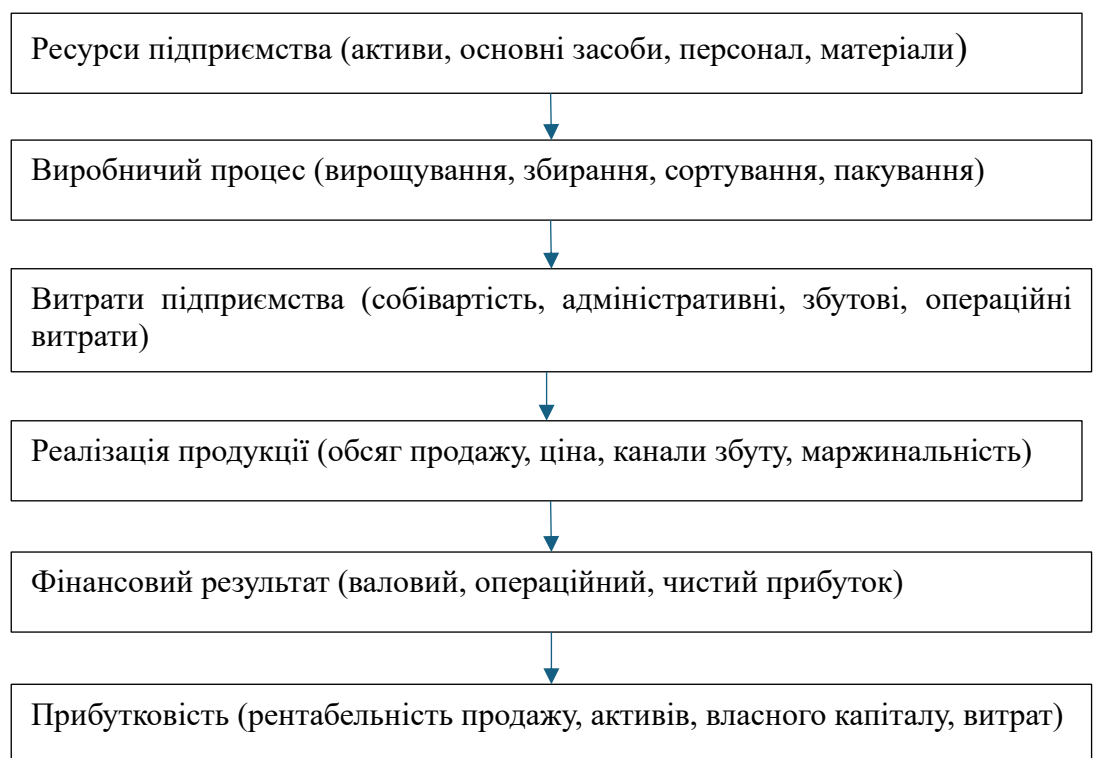 Ресурси підприємства (активи, основні засоби, персонал, матеріали)
Виробничий процес (вирощування, збирання, сортування, пакування)
Витрати підприємства (собівартість, адміністративні, збутові, операційні
витрати)
Реалізація продукції (обсяг продажу, ціна, канали збуту, маржинальність)
Фінансовий результат (валовий, операційний, чистий прибуток)
Прибутковість (рентабельність продажу, активів, власного капіталу, витрат)